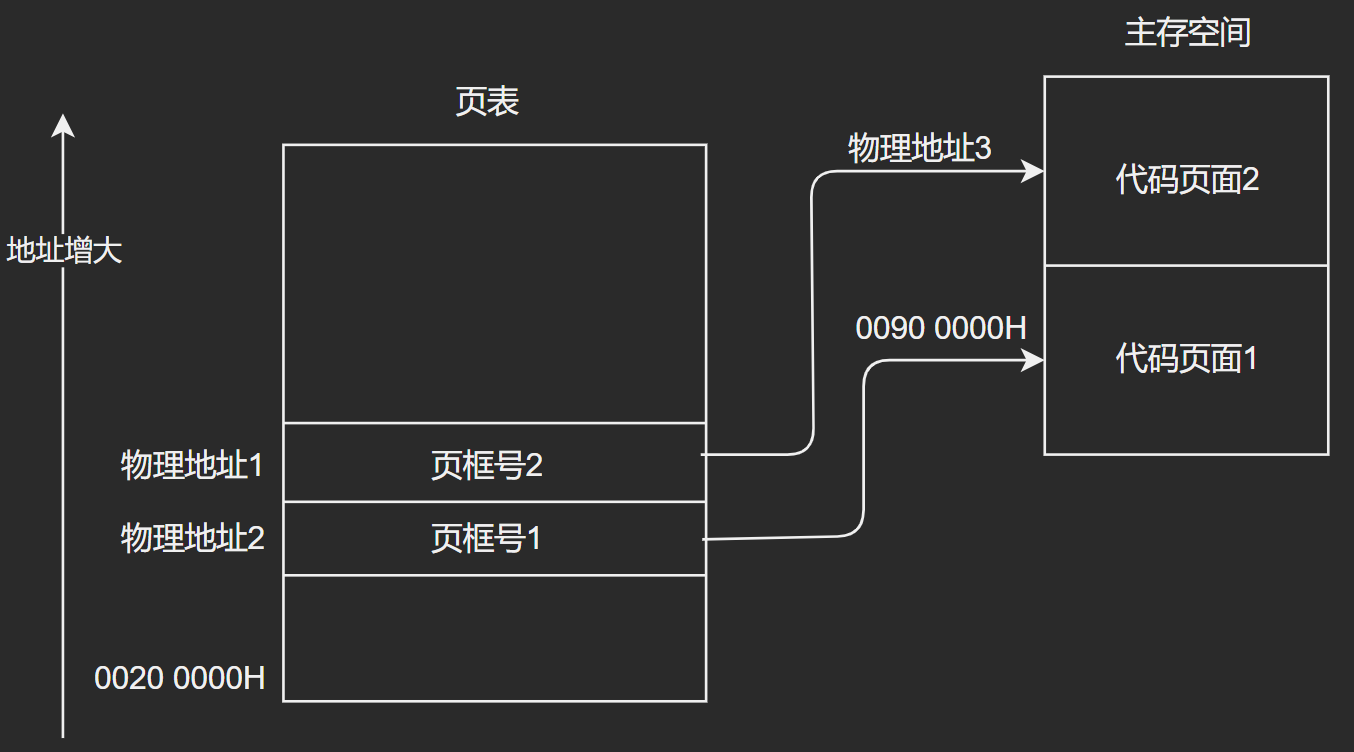 主存空间
页表
物理地址3
代码页面2
地址增大
0090 0000H
代码页面1
物理地址1
页框号2
物理地址2
页框号1
0020 0000H